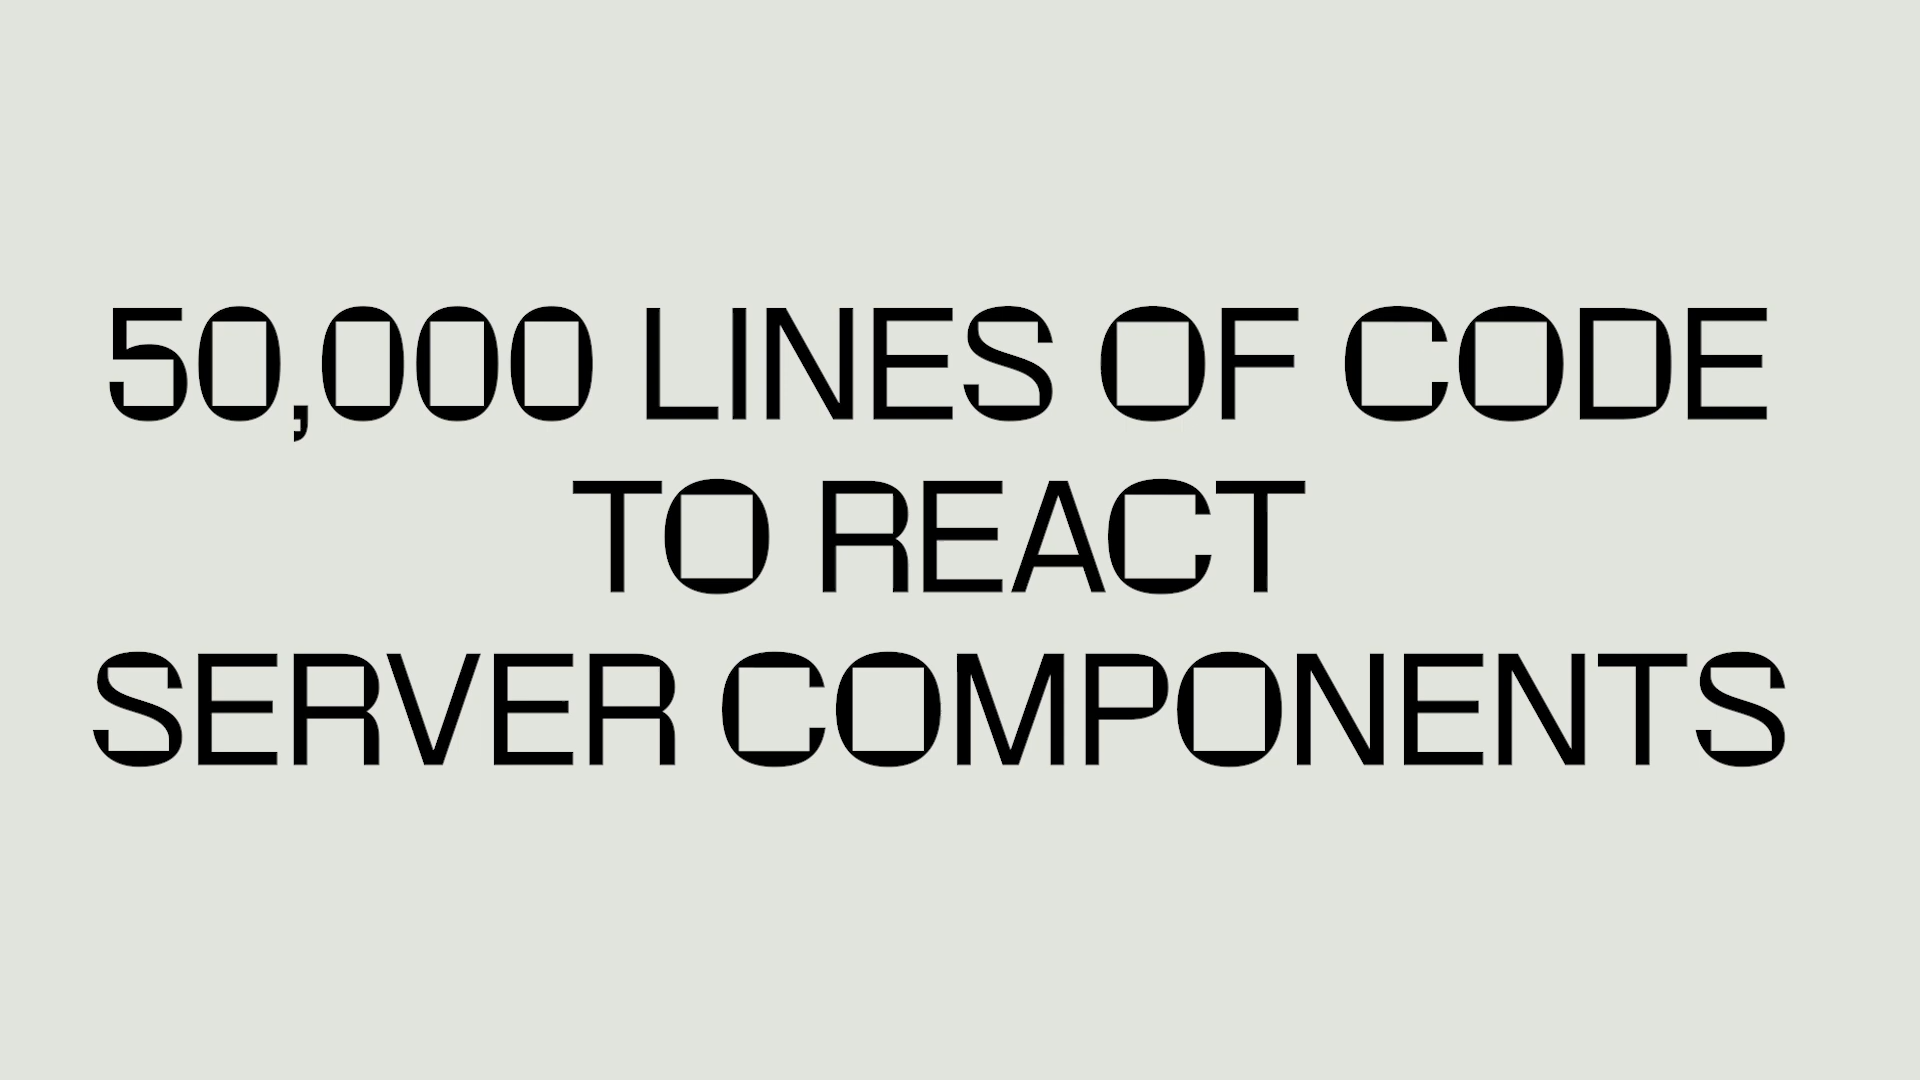 50,000 LINES OF CODE
TO REACT
SERVER COMPONENTS